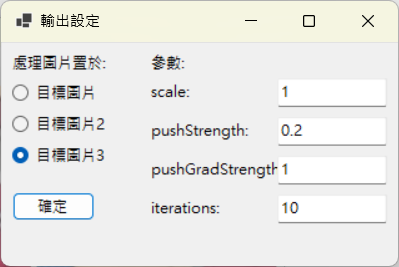 輸出設定
處理圖片置於:
目標圖片
目標圖片2
目標圖片3
確定
參數:
scale: 1
pushStrength: 0.2
pushGradStrength 1
iterations: 10